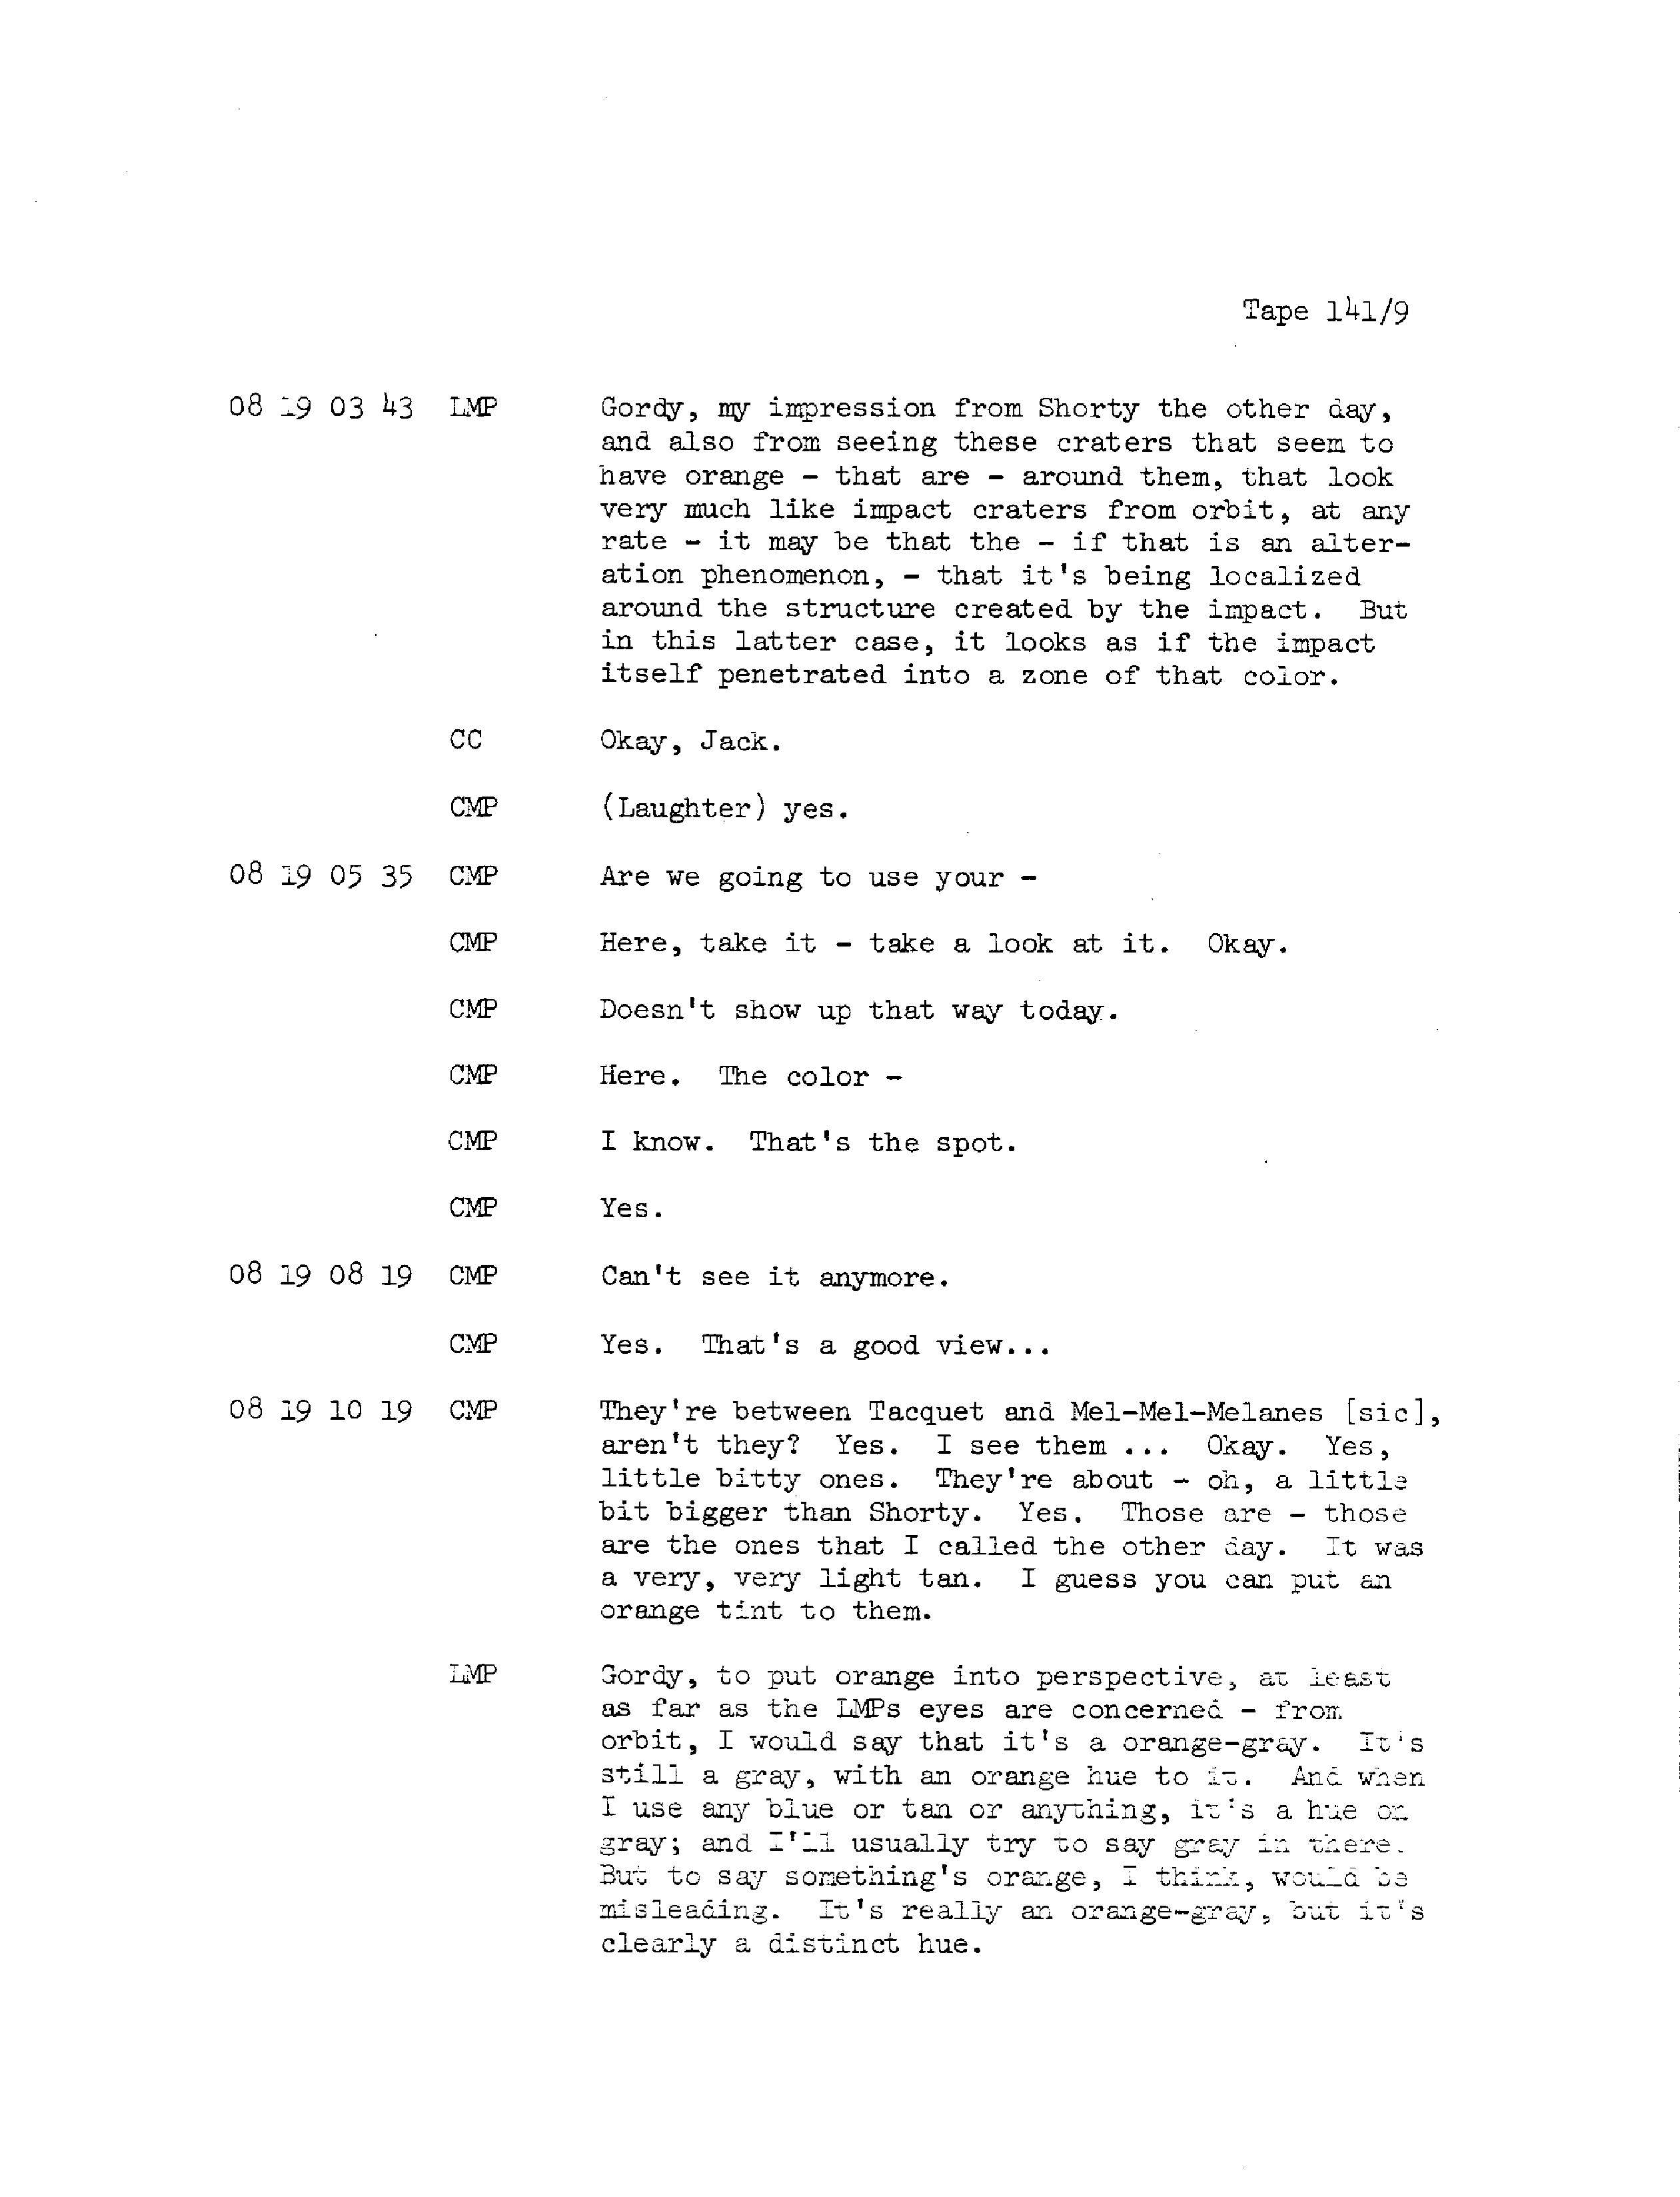 Tape 141/9
08 19 03 43 LMP Gordy, my impression from Shorty the other day,
and also from seeing these craters that seem to
have orange - that are - around them, that look
very much like impact craters from orbit, at any
rate - it may be that the - if that is an alter-
ation phenomenon, - that it's being localized
around the structure created by the impact. But
in this latter case, it looks as if the impact
itself penetrated into a zone of that color.
CC Okay, Jack.
CMP (Laughter) yes.
08 19 05 35 CMP Are we going to use your -
CMP Here, take it - take a look at it. Okay.
CMP Doesn't show up that way today.
CMP Here. The color -
CMP I know. That's the spot.
CMP Yes.
08 19 08 19 CMP Can't see it anymore.
CMP Yes. That's a good view...
08 19 10 19 CMP They're between Tacquet and Mel-Mel-Melanes [sic],
aren't they? Yes. I see them ... Okay. Yes,
little bitty ones. They're about - oh, a little
bit bigger than Shorty. Yes. Those are - those
are the ones that I called the other day. It was
a very, very light tan. I guess you can put an
orange tint to them.
LMP Gordy, to put orange into perspective, at least
as far as the LMPs eyes are concerned - from
orbit, I would say that it's a orange-gray. It's
still a gray, with an orange hue to it. And when
I use any blue or tan or anything, it's a hue on
gray; and I'll usually try to say gray in there.
But to say something's orange, I think, would be
misleading. It's really an orange-gray, but it's
clearly a distinct hue.